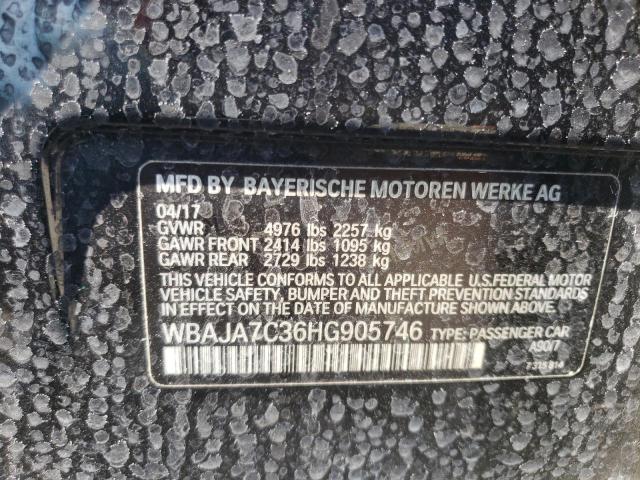 MFD BY BAYERISCHE MOTOREN WERKE AG
04/17
GVWR 4976 lbs 2257 kg
GAWR FRONT 2414 lbs 1095 kg
GAWR REAR 2729 lbs 1238 kg
THIS VEHICLE CONFORMS TO ALL APPLICABLE U.S.FEDERAL MOTOR
VEHICLE SAFETY, BUMPER AND THEFT PREVENTION STANDARDS
IN EFFECT ON THE DATE OF MANUFACTURE SHOWN ABOVE.
WBAJA7C36HG905746 TYPE: PASSENGER CAR
A90/7